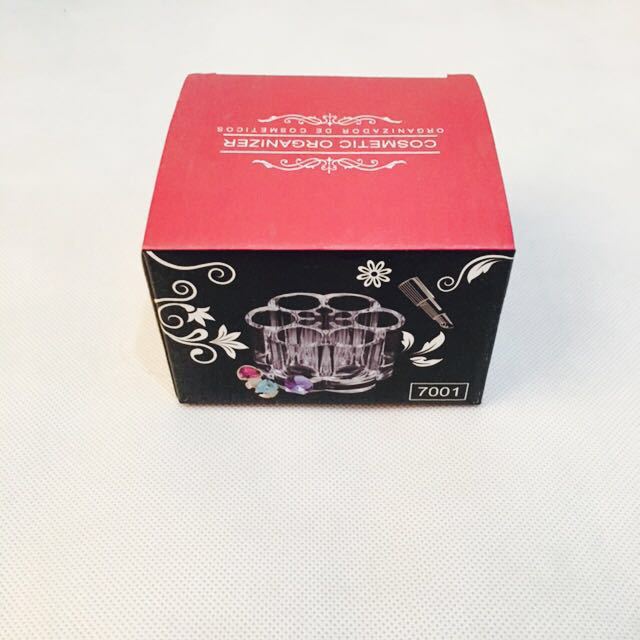 COSMETIC ORGANIZER
ORGANIZADOR DE COSMETICOS
7001